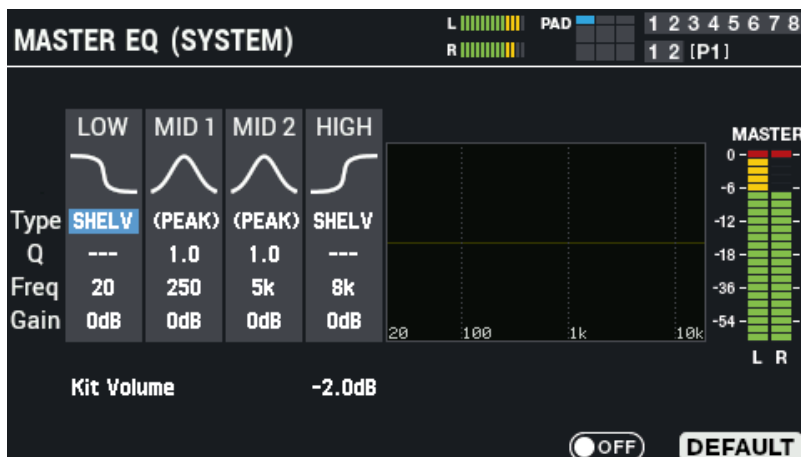 MASTER EQ (SYSTEM)
L
R
PAD
1 2 3 4 5 6 7 8
1 2 [P1]
LOW MID 1 MID 2 HIGH
Type SHELV (PEAK) (PEAK) SHELV
Q --- 1.0 1.0 ---
Freq 20 250 5k 8k
Gain 0dB 0dB 0dB 0dB
20 100 1k 10k
MASTER
0
-6
-12
-18
-36
-54
L R
Kit Volume -2.0dB
OFF DEFAULT